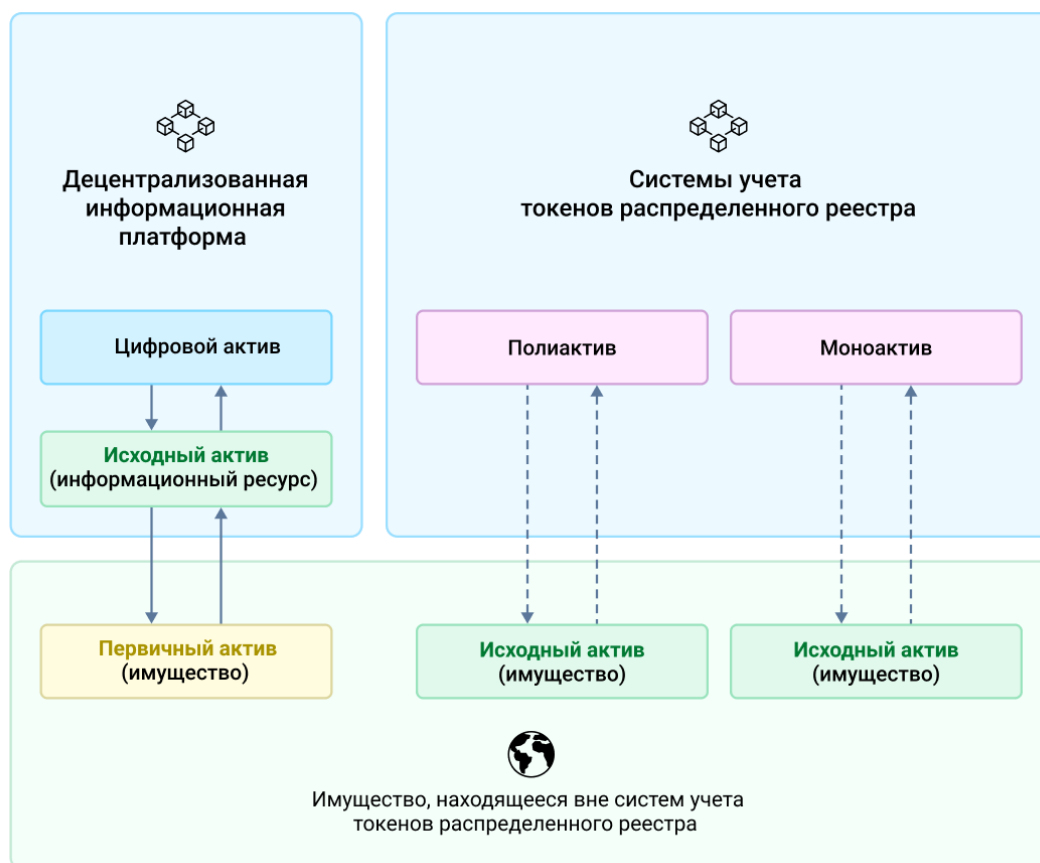 Децентрализованная
информационная
платформа
Системы учета
токенов распределенного реестра
Цифровой актив
Полиактив
Моноактив
Исходный актив
(информационный ресурс)
Первичный актив
(имущество)
Исходный актив
(имущество)
Исходный актив
(имущество)
Имущество, находящееся вне систем учета
токенов распределенного реестра